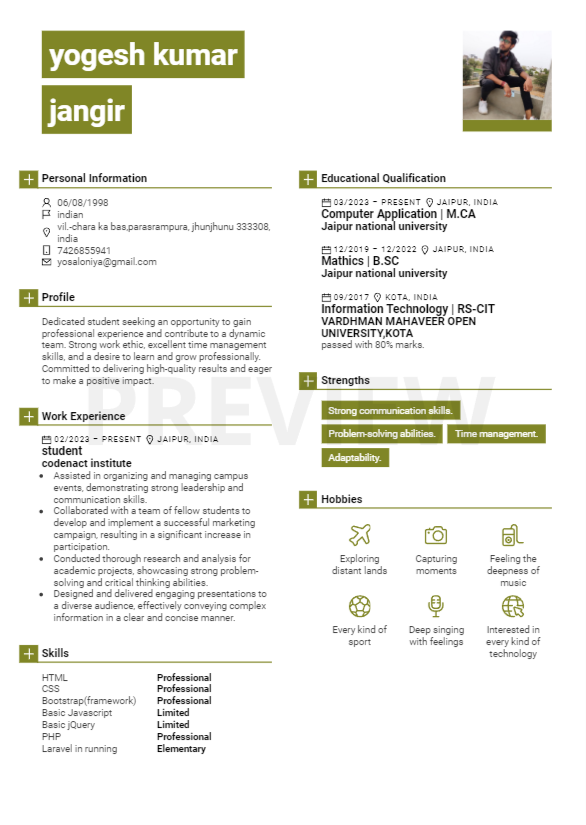 yogesh kumar
jangir
Personal Information
06/08/1998
indian
vil.-chara ka bas,parasrampura, jhunjhunu 333308,
india
7426855941
yosaloniya@gmail.com
Profile
Dedicated student seeking an opportunity to gain
professional experience and contribute to a dynamic
team. Strong work ethic, excellent time management
skills, and a desire to learn and grow professionally.
Committed to delivering high-quality results and eager
to make a positive impact.
Work Experience
02/2023 – PRESENT JAIPUR, INDIA
student
codenact institute
• Assisted in organizing and managing campus
events, demonstrating strong leadership and
communication skills.
• Collaborated with a team of fellow students to
develop and implement a successful marketing
campaign, resulting in a significant increase in
participation.
• Conducted thorough research and analysis for
academic projects, showcasing strong problem-
solving and critical thinking abilities.
• Designed and delivered engaging presentations to
a diverse audience, effectively conveying complex
information in a clear and concise manner.
Skills
HTML Professional
CSS Professional
Bootstrap(framework) Professional
Basic Javascript Limited
Basic jQuery Limited
PHP Professional
Laravel in running Elementary
Educational Qualification
03/2023 – PRESENT JAIPUR, INDIA
Computer Application | M.CA
Jaipur national university
12/2019 – 12/2022 JAIPUR, INDIA
Mathics | B.SC
Jaipur national university
09/2017 KOTA, INDIA
Information Technology | RS-CIT
VARDHMAN MAHAVEER OPEN
UNIVERSITY,KOTA
passed with 80% marks.
Strengths
Strong communication skills.
Problem-solving abilities. Time management.
Adaptability.
Hobbies
Exploring
distant lands
Capturing
moments
Feeling the
deepness of
music
Every kind of
sport
Deep singing
with feelings
Interested in
every kind of
technology
PREVIEW